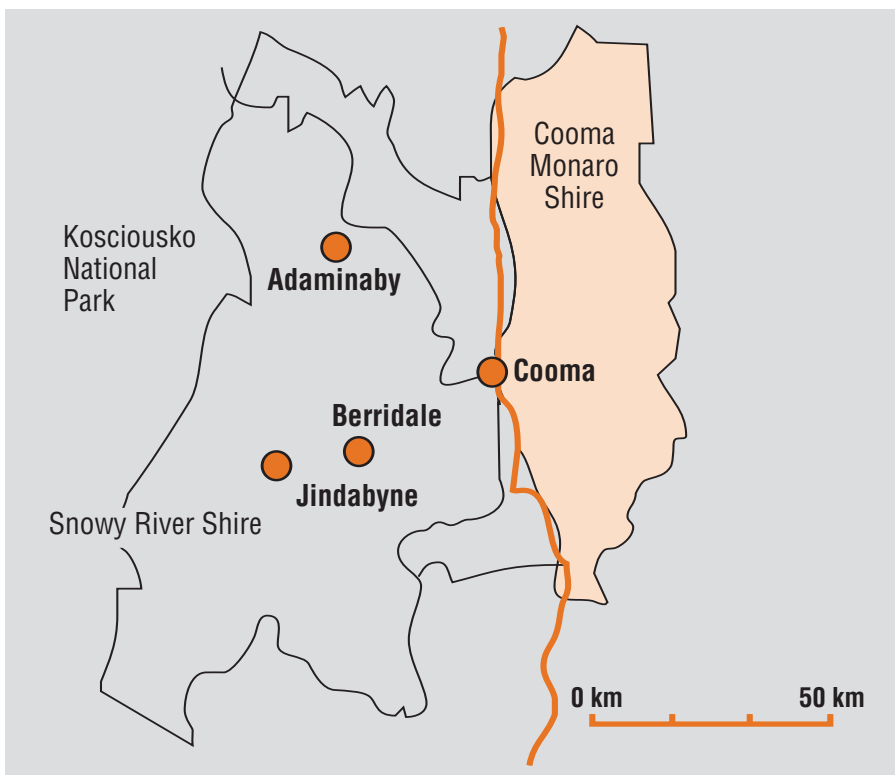 Cooma
Monaro
Shire
Kosciousko
National
Park
Adaminaby
Cooma
Berridale
Jindabyne
Snowy River Shire
0 km
50 km